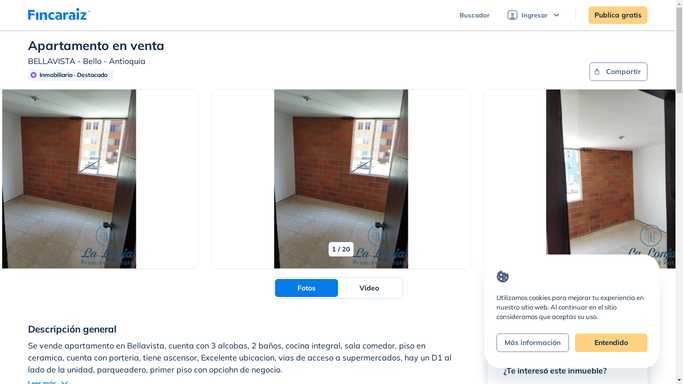 Fincaraiz
Buscador
Ingresar
Publica gratis
Apartamento en venta
BELLAVISTA - Bello - Antioquia
Inmobiliaria · Destacado
Compartir
La Lonja
La Lonja
La Lonja
1 / 20
Fotos
Video
Descripción general
Se vende apartamento en Bellavista, cuenta con 3 alcobas, 2 baños, cocina integral, sala comedor, piso en
ceramica, cuenta con porteria, tiene ascensor, Excelente ubicacion, vias de acceso a supermercados, hay un D1 al
lado de la unidad, parqueadero, primer piso con opciohn de negocio.
Leer más
Utilizamos cookies para mejorar tu experiencia en
nuestro sitio web. Al continuar en el sitio
consideramos que aceptas su uso.
Más información
Entendido
¿Te interesó este inmueble?